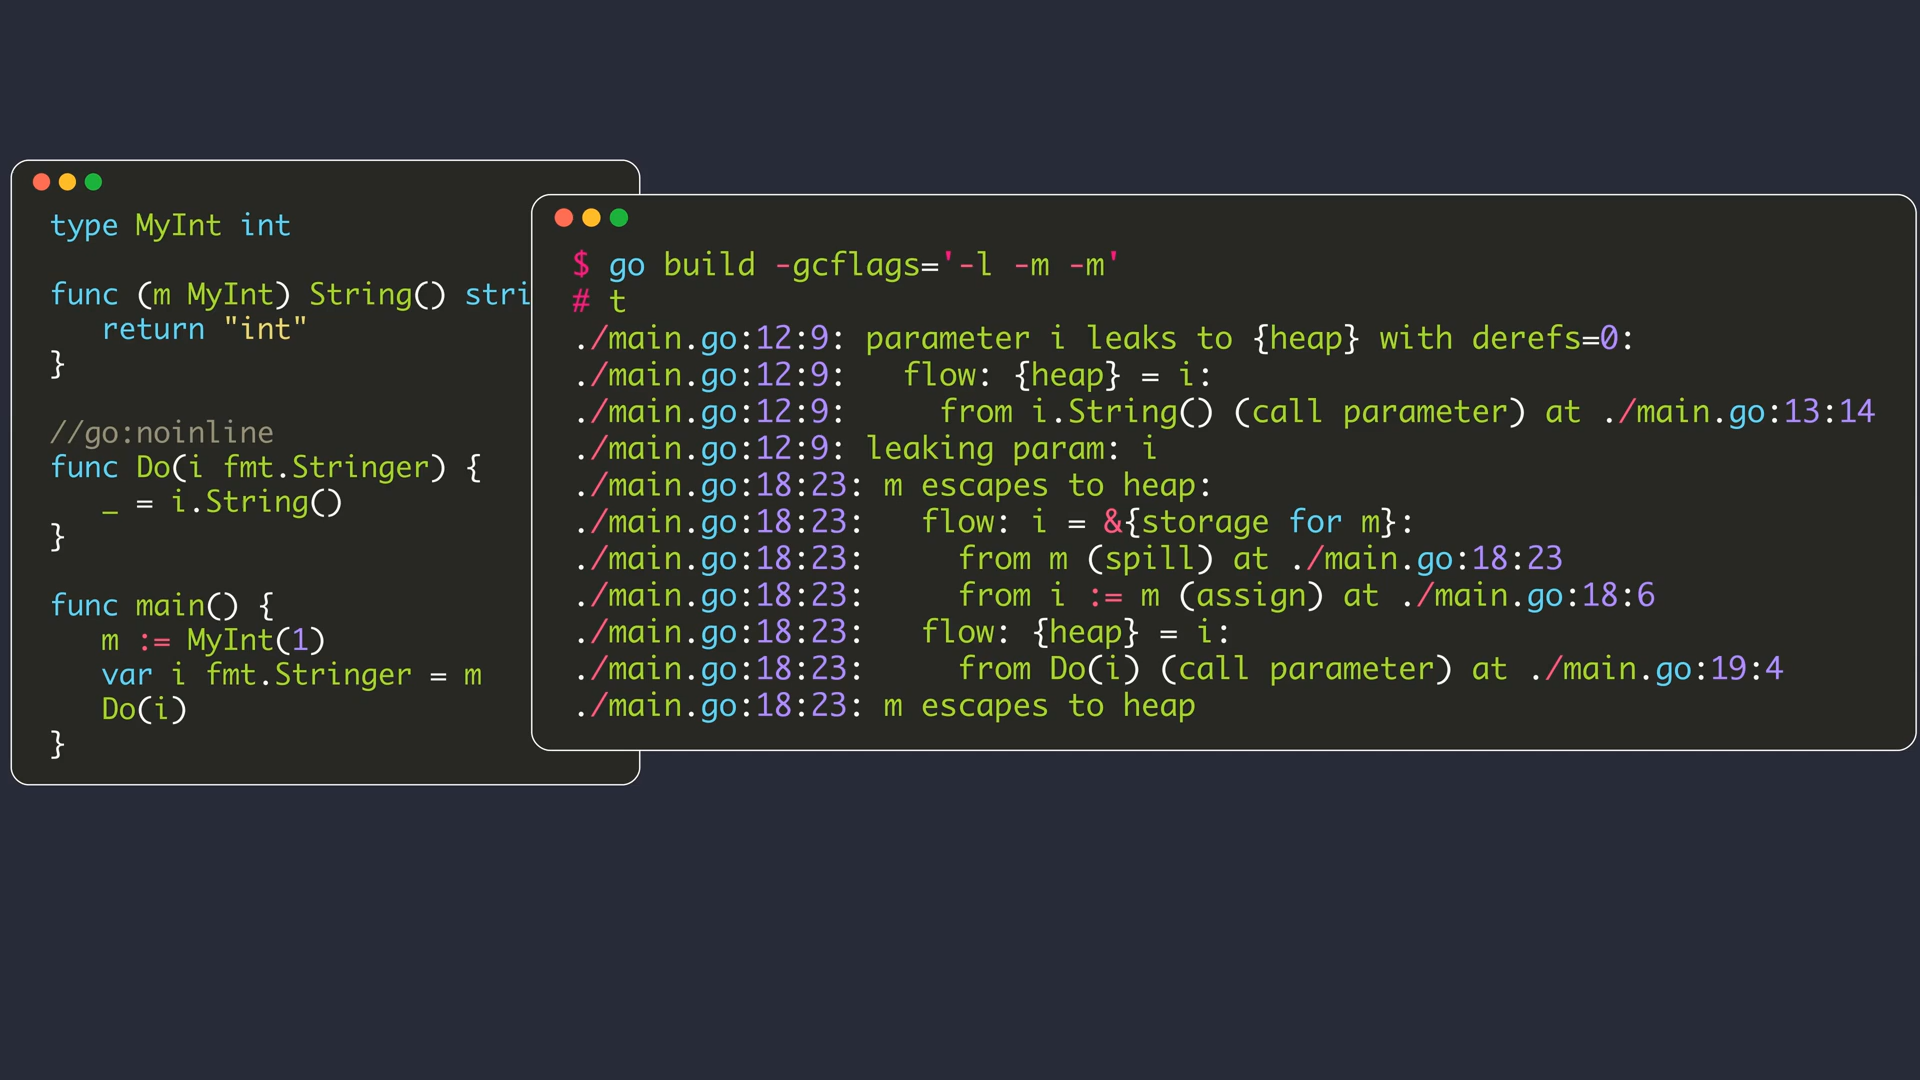 type MyInt int
func (m MyInt) String() stri
return "int"
}
//go:noinline
func Do(i fmt.Stringer) {
_ = i.String()
}
func main() {
m := MyInt(1)
var i fmt.Stringer = m
Do(i)
}
$ go build -gcflags='-l -m -m'
# t
./main.go:12:9: parameter i leaks to {heap} with derefs=0:
./main.go:12:9: flow: {heap} = i:
./main.go:12:9: from i.String() (call parameter) at ./main.go:13:14
./main.go:12:9: leaking param: i
./main.go:18:23: m escapes to heap:
./main.go:18:23: flow: i = &{storage for m}:
./main.go:18:23: from m (spill) at ./main.go:18:23
./main.go:18:23: from i := m (assign) at ./main.go:18:6
./main.go:18:23: flow: {heap} = i:
./main.go:18:23: from Do(i) (call parameter) at ./main.go:19:4
./main.go:18:23: m escapes to heap